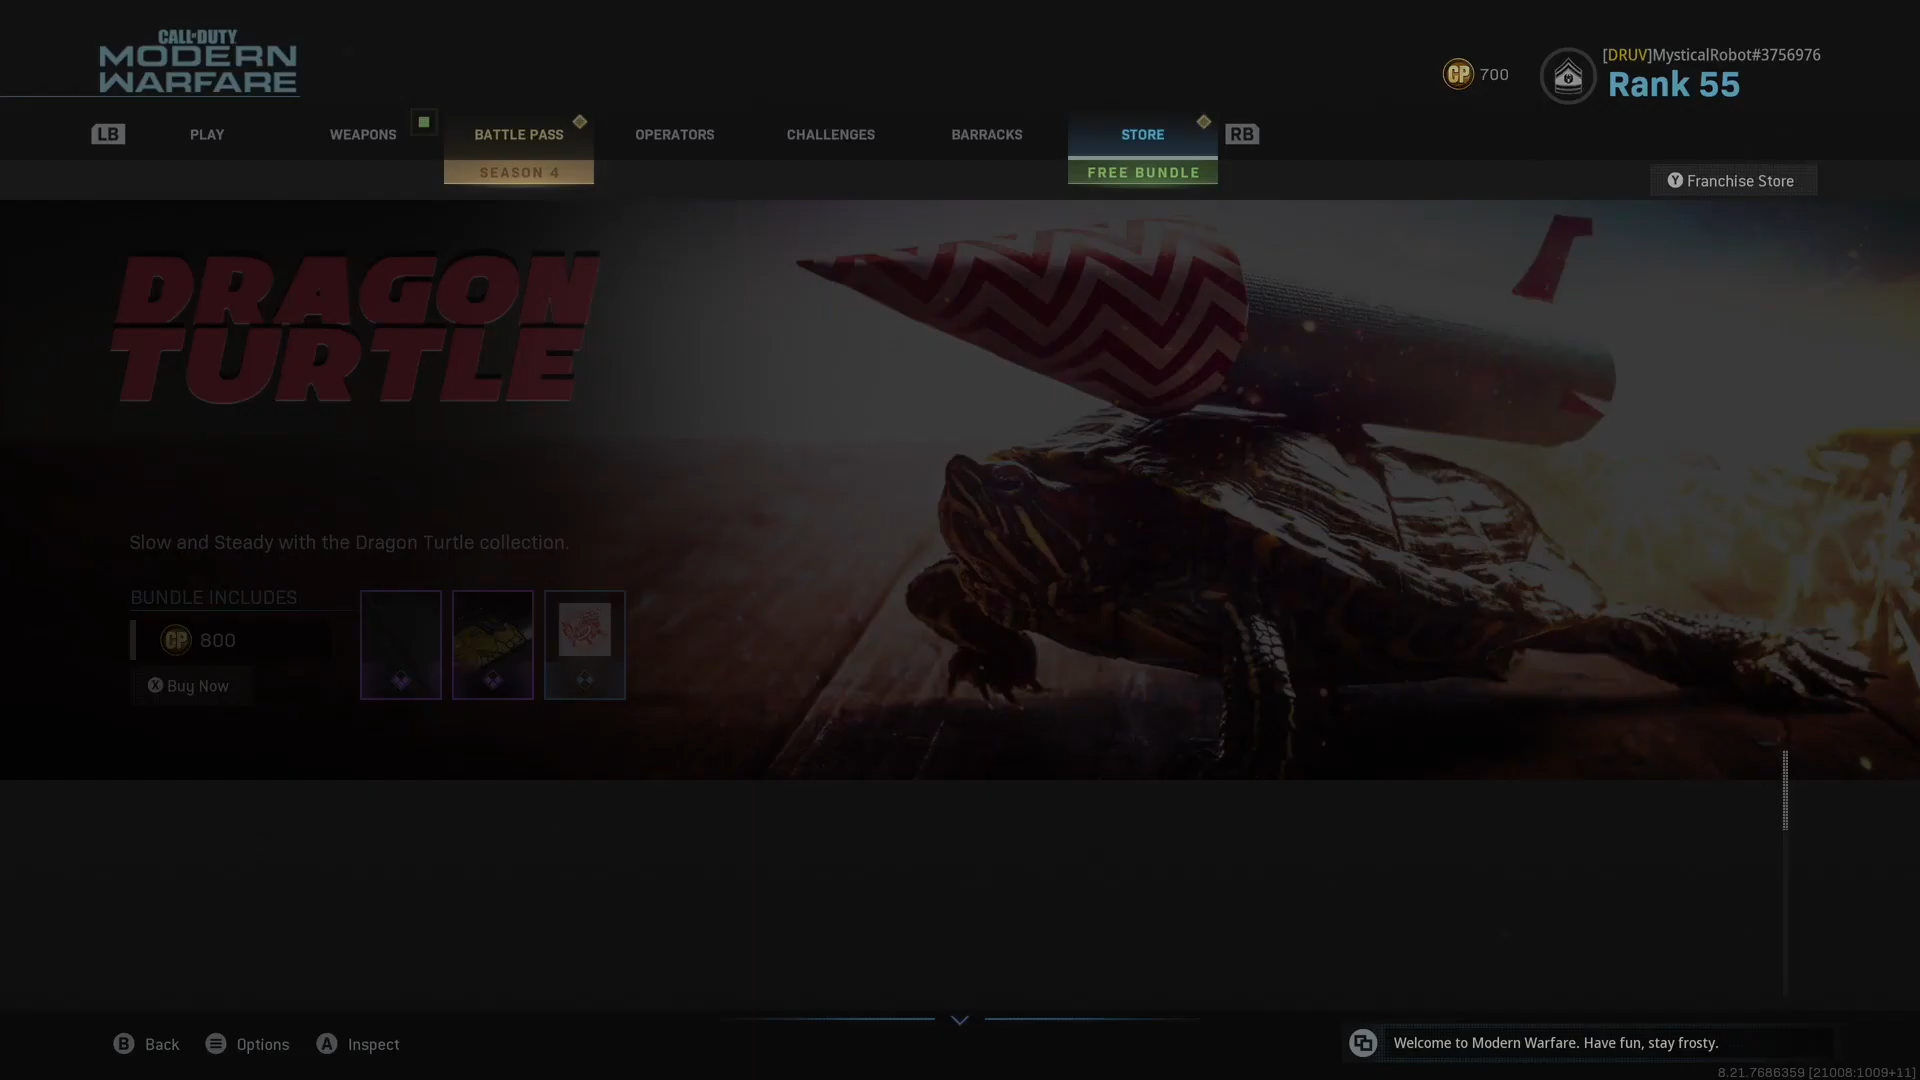 CALL OF DUTY
MODERN
WARFARE
CP 700
[DRUV]MysticalRobot#3756976
Rank 55
LB PLAY WEAPONS BATTLE PASS OPERATORS CHALLENGES BARRACKS STORE RB
SEASON 4
FREE BUNDLE
Y Franchise Store
DRAGON
TURTLE
Slow and Steady with the Dragon Turtle collection.
BUNDLE INCLUDES
CP 800
X Buy Now
B Back Options A Inspect
Welcome to Modern Warfare. Have fun, stay frosty.
8.21.7686359 [21008:1009+11]